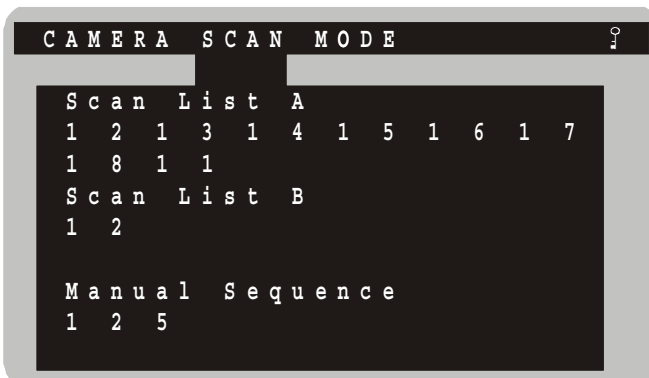 CAMERA SCAN MODE
Scan List A
1 2 1 3 1 4 1 5 1 6 1 7
1 8 1 1
Scan List B
1 2
Manual Sequence
1 2 5